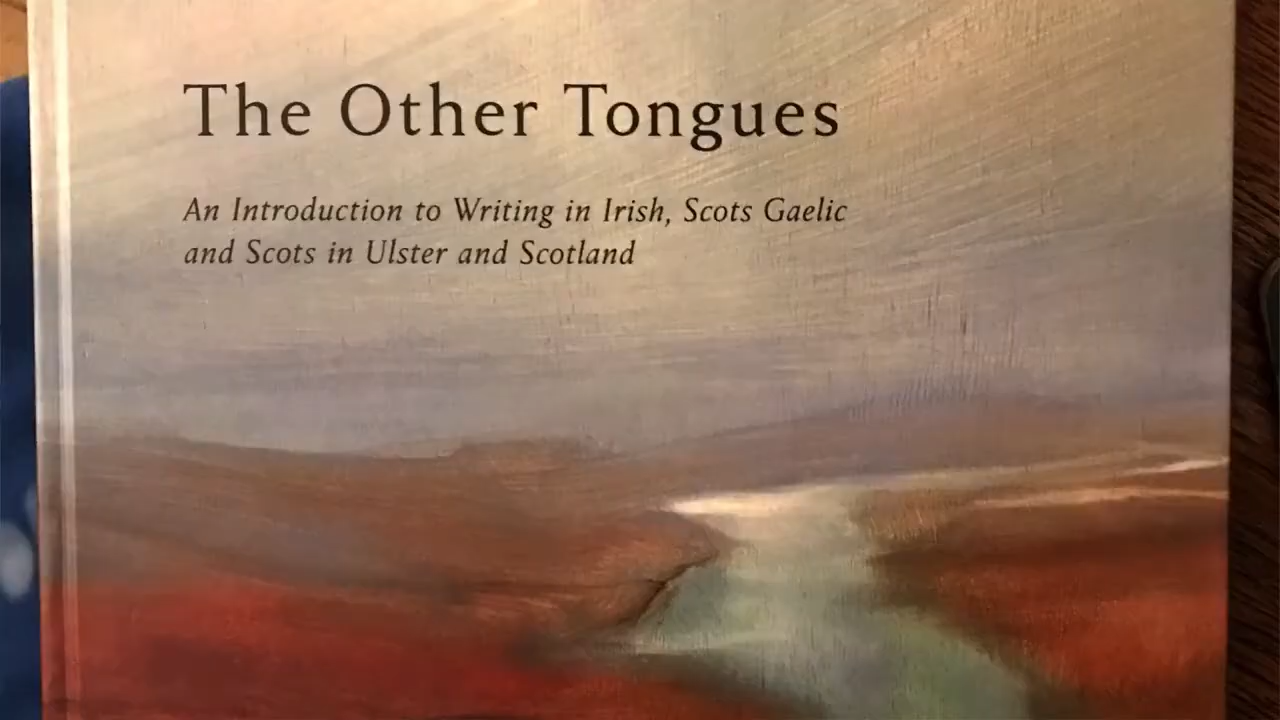 The Other Tongues
An Introduction to Writing in Irish, Scots Gaelic
and Scots in Ulster and Scotland